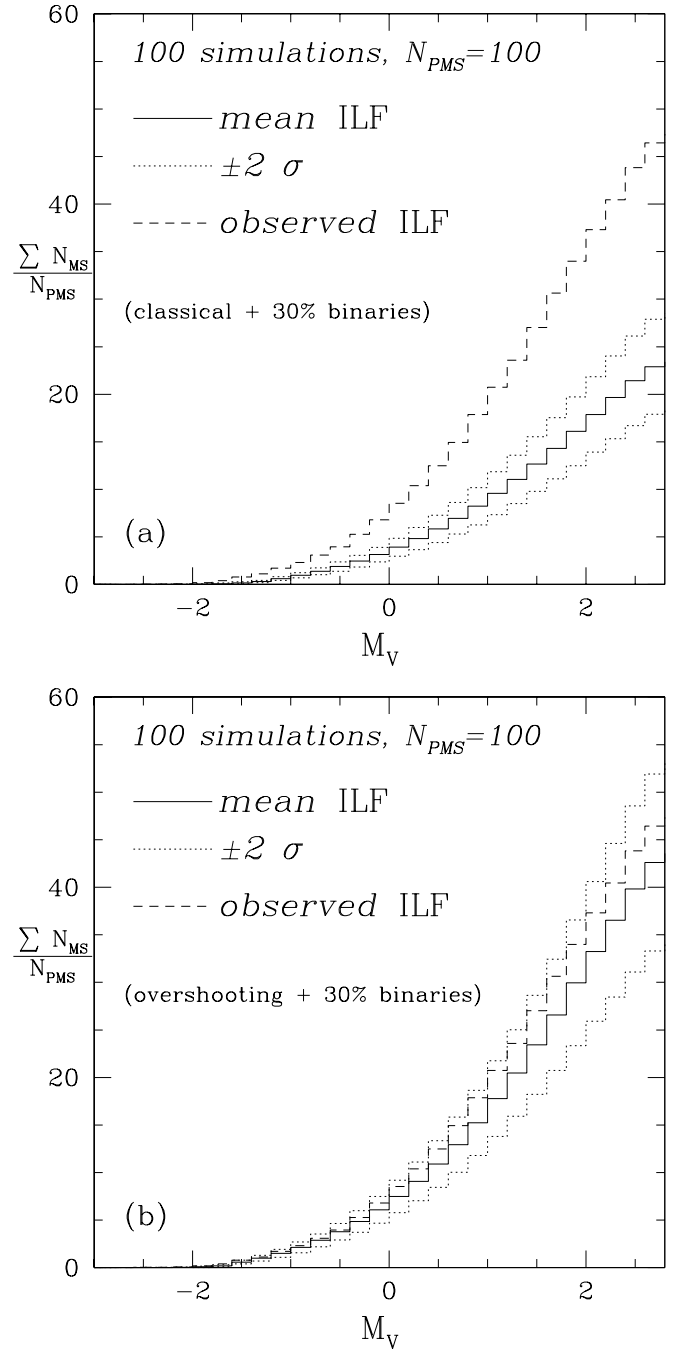 60
100 simulations, N_PMS=100
mean ILF
±2 σ
observed ILF
40
∑ N_MS
N_PMS
(classical + 30% binaries)
20
(a)
0
−2 0 2
M_V
60
100 simulations, N_PMS=100
mean ILF
±2 σ
observed ILF
40
∑ N_MS
N_PMS
(overshooting + 30% binaries)
20
(b)
0
−2 0 2
M_V